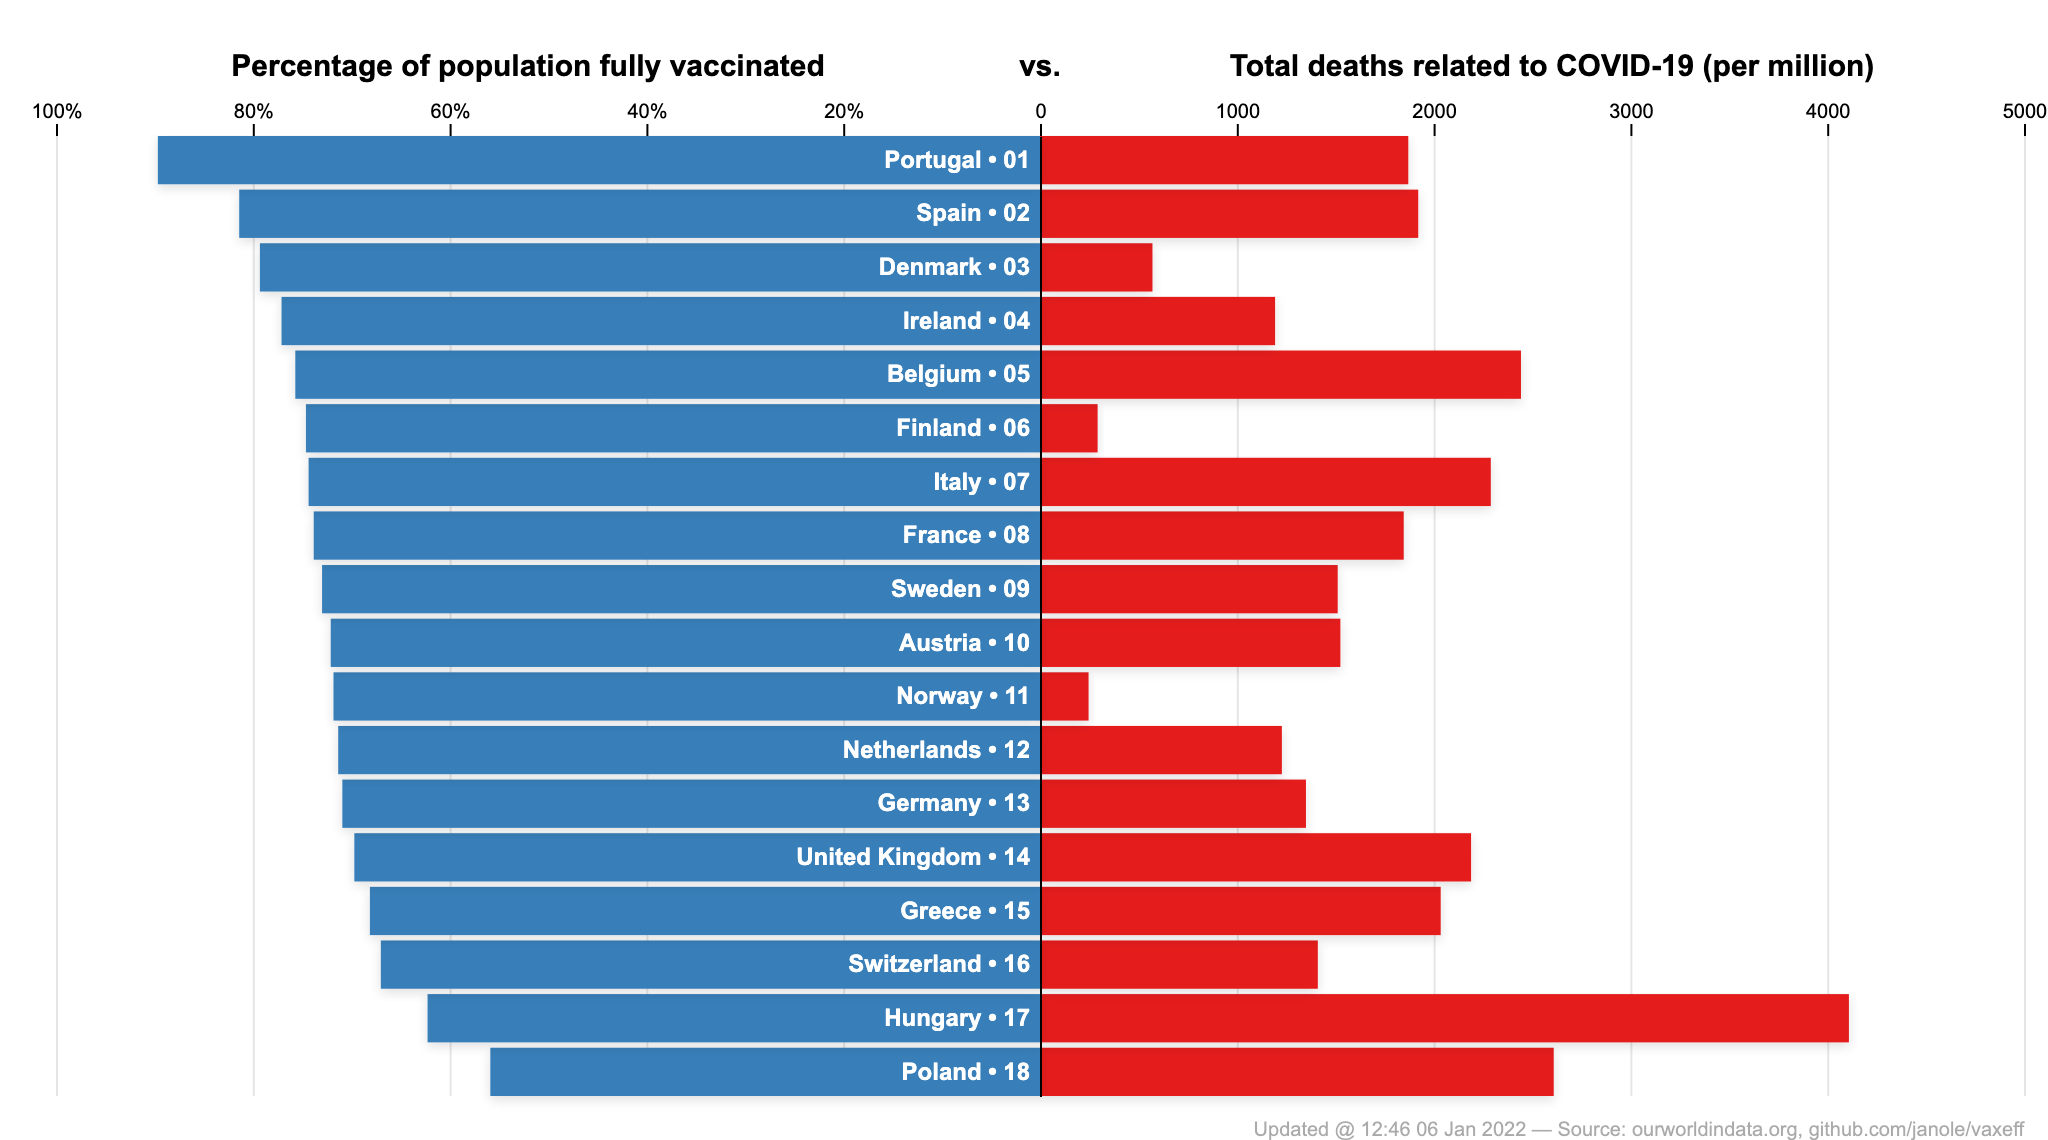 Percentage of population fully vaccinated vs. Total deaths related to COVID-19 (per million)
100% 80% 60% 40% 20% 0 1000 2000 3000 4000 5000
Portugal • 01
Spain • 02
Denmark • 03
Ireland • 04
Belgium • 05
Finland • 06
Italy • 07
France • 08
Sweden • 09
Austria • 10
Norway • 11
Netherlands • 12
Germany • 13
United Kingdom • 14
Greece • 15
Switzerland • 16
Hungary • 17
Poland • 18
Updated @ 12:46 06 Jan 2022 — Source: ourworldindata.org, github.com/janole/vaxeff